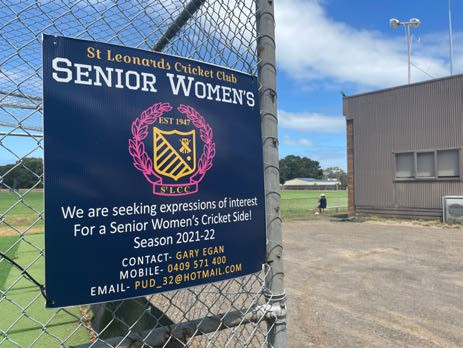 St Leonards Cricket Club
SENIOR WOMEN'S
EST 1947
StLCC
We are seeking expressions of interest
For a Senior Women's Cricket Side!
Season 2021-22
CONTACT- GARY EGAN
MOBILE- 0409 571 400
EMAIL- PUD_32@HOTMAIL.COM